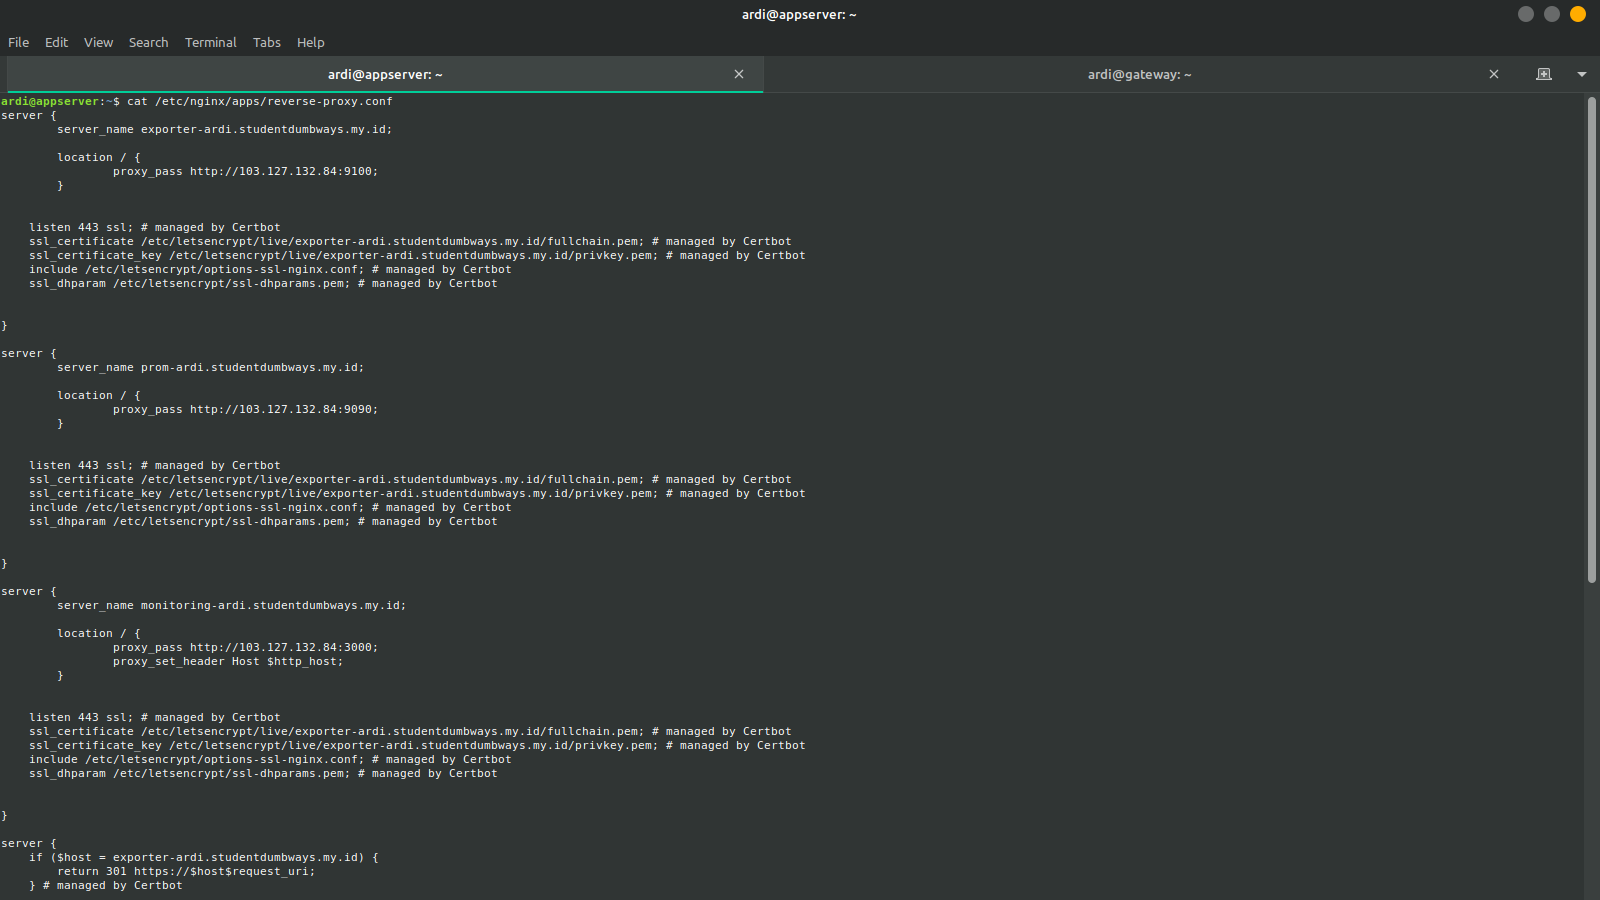 ardi@appserver: ~
File Edit View Search Terminal Tabs Help
ardi@appserver: ~ × ardi@gateway: ~ ×
ardi@appserver:~$ cat /etc/nginx/apps/reverse-proxy.conf
server {
        server_name exporter-ardi.studentdumbways.my.id;

        location / {
                proxy_pass http://103.127.132.84:9100;
        }


    listen 443 ssl; # managed by Certbot
    ssl_certificate /etc/letsencrypt/live/exporter-ardi.studentdumbways.my.id/fullchain.pem; # managed by Certbot
    ssl_certificate_key /etc/letsencrypt/live/exporter-ardi.studentdumbways.my.id/privkey.pem; # managed by Certbot
    include /etc/letsencrypt/options-ssl-nginx.conf; # managed by Certbot
    ssl_dhparam /etc/letsencrypt/ssl-dhparams.pem; # managed by Certbot


}

server {
        server_name prom-ardi.studentdumbways.my.id;

        location / {
                proxy_pass http://103.127.132.84:9090;
        }


    listen 443 ssl; # managed by Certbot
    ssl_certificate /etc/letsencrypt/live/exporter-ardi.studentdumbways.my.id/fullchain.pem; # managed by Certbot
    ssl_certificate_key /etc/letsencrypt/live/exporter-ardi.studentdumbways.my.id/privkey.pem; # managed by Certbot
    include /etc/letsencrypt/options-ssl-nginx.conf; # managed by Certbot
    ssl_dhparam /etc/letsencrypt/ssl-dhparams.pem; # managed by Certbot


}

server {
        server_name monitoring-ardi.studentdumbways.my.id;

        location / {
                proxy_pass http://103.127.132.84:3000;
                proxy_set_header Host $http_host;
        }


    listen 443 ssl; # managed by Certbot
    ssl_certificate /etc/letsencrypt/live/exporter-ardi.studentdumbways.my.id/fullchain.pem; # managed by Certbot
    ssl_certificate_key /etc/letsencrypt/live/exporter-ardi.studentdumbways.my.id/privkey.pem; # managed by Certbot
    include /etc/letsencrypt/options-ssl-nginx.conf; # managed by Certbot
    ssl_dhparam /etc/letsencrypt/ssl-dhparams.pem; # managed by Certbot


}

server {
    if ($host = exporter-ardi.studentdumbways.my.id) {
        return 301 https://$host$request_uri;
    } # managed by Certbot